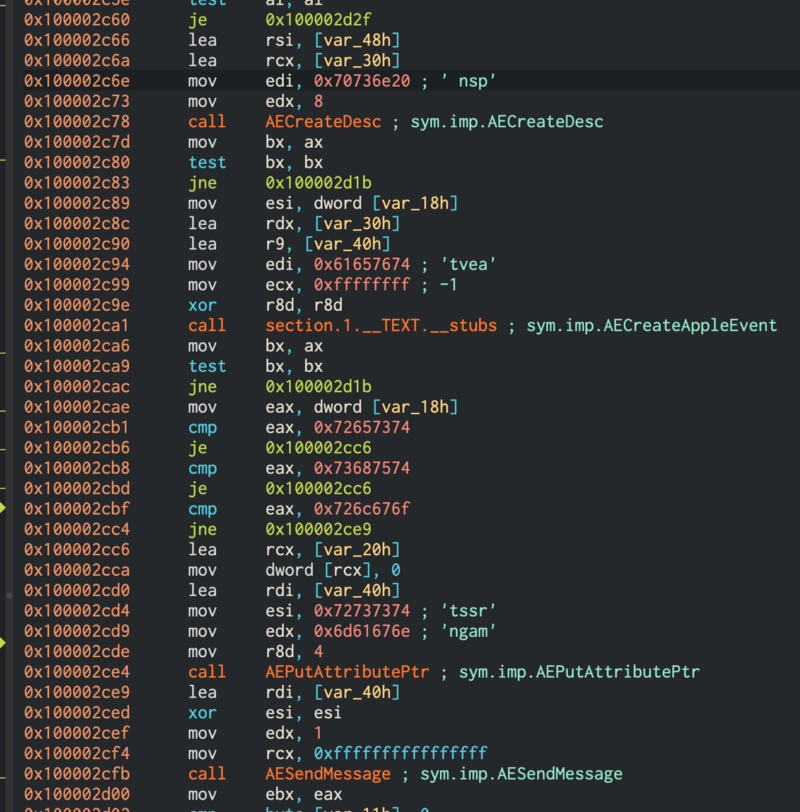 0x100002c60 je 0x100002d2f
0x100002c66 lea rsi, [var_48h]
0x100002c6a lea rcx, [var_30h]
0x100002c6e mov edi, 0x70736e20 ; ' nsp'
0x100002c73 mov edx, 8
0x100002c78 call AECreateDesc ; sym.imp.AECreateDesc
0x100002c7d mov bx, ax
0x100002c80 test bx, bx
0x100002c83 jne 0x100002d1b
0x100002c89 mov esi, dword [var_18h]
0x100002c8c lea rdx, [var_30h]
0x100002c90 lea r9, [var_40h]
0x100002c94 mov edi, 0x61657674 ; 'tvea'
0x100002c99 mov ecx, 0xffffffff ; -1
0x100002c9e xor r8d, r8d
0x100002ca1 call section.1.__TEXT.__stubs ; sym.imp.AECreateAppleEvent
0x100002ca6 mov bx, ax
0x100002ca9 test bx, bx
0x100002cac jne 0x100002d1b
0x100002cae mov eax, dword [var_18h]
0x100002cb1 cmp eax, 0x72657374
0x100002cb6 je 0x100002cc6
0x100002cb8 cmp eax, 0x73687574
0x100002cbd je 0x100002cc6
0x100002cbf cmp eax, 0x726c676f
0x100002cc4 jne 0x100002ce9
0x100002cc6 lea rcx, [var_20h]
0x100002cca mov dword [rcx], 0
0x100002cd0 lea rdi, [var_40h]
0x100002cd4 mov esi, 0x72737374 ; 'tssr'
0x100002cd9 mov edx, 0x6d61676e ; 'ngam'
0x100002cde mov r8d, 4
0x100002ce4 call AEPutAttributePtr ; sym.imp.AEPutAttributePtr
0x100002ce9 lea rdi, [var_40h]
0x100002ced xor esi, esi
0x100002cef mov edx, 1
0x100002cf4 mov rcx, 0xffffffffffffffff
0x100002cfb call AESendMessage ; sym.imp.AESendMessage
0x100002d00 mov ebx, eax